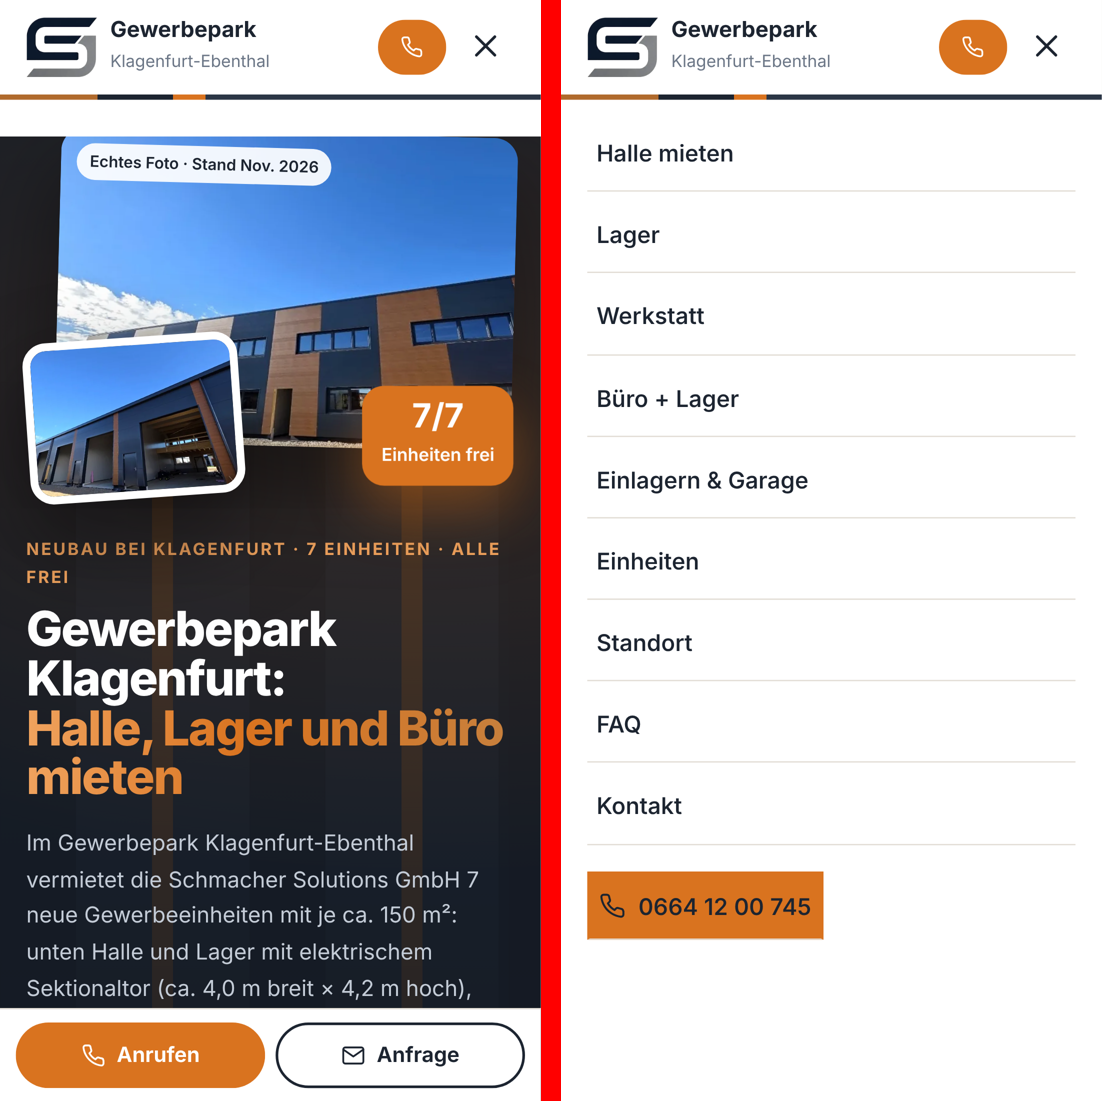 Gewerbepark
Klagenfurt-Ebenthal
Echtes Foto · Stand Nov. 2026
7/7
Einheiten frei
NEUBAU BEI KLAGENFURT · 7 EINHEITEN · ALLE
FREI
Gewerbepark
Klagenfurt:
Halle, Lager und Büro
mieten
Im Gewerbepark Klagenfurt-Ebenthal
vermietet die Schmacher Solutions GmbH 7
neue Gewerbeeinheiten mit je ca. 150 m²:
unten Halle und Lager mit elektrischem
Sektionaltor (ca. 4,0 m breit × 4,2 m hoch),
Anrufen
Anfrage
Gewerbepark
Klagenfurt-Ebenthal
Halle mieten
Lager
Werkstatt
Büro + Lager
Einlagern & Garage
Einheiten
Standort
FAQ
Kontakt
0664 12 00 745